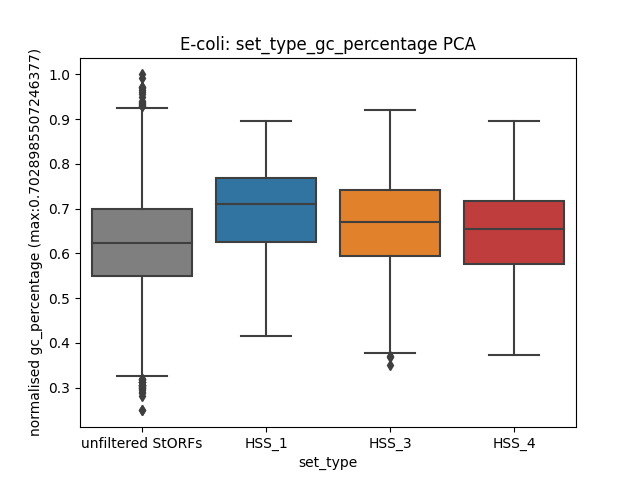 E-coli: set_type_gc_percentage PCA
normalised gc_percentage (max:0.7028985507246377)
1.0
0.9
0.8
0.7
0.6
0.5
0.4
0.3
unfiltered StORFs HSS_1 HSS_3 HSS_4
set_type